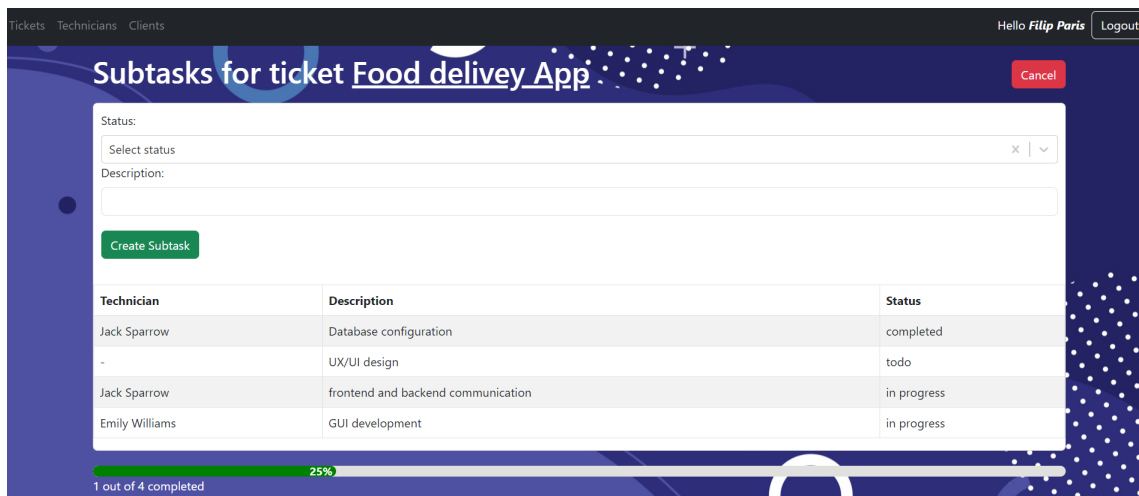 Tickets Technicians Clients Hello Filip Paris Logout
Subtasks for ticket Food delivey App Cancel
Status:
Select status
Description:
Create Subtask
Technician Description Status
Jack Sparrow Database configuration completed
- UX/UI design todo
Jack Sparrow frontend and backend communication in progress
Emily Williams GUI development in progress
25%
1 out of 4 completed